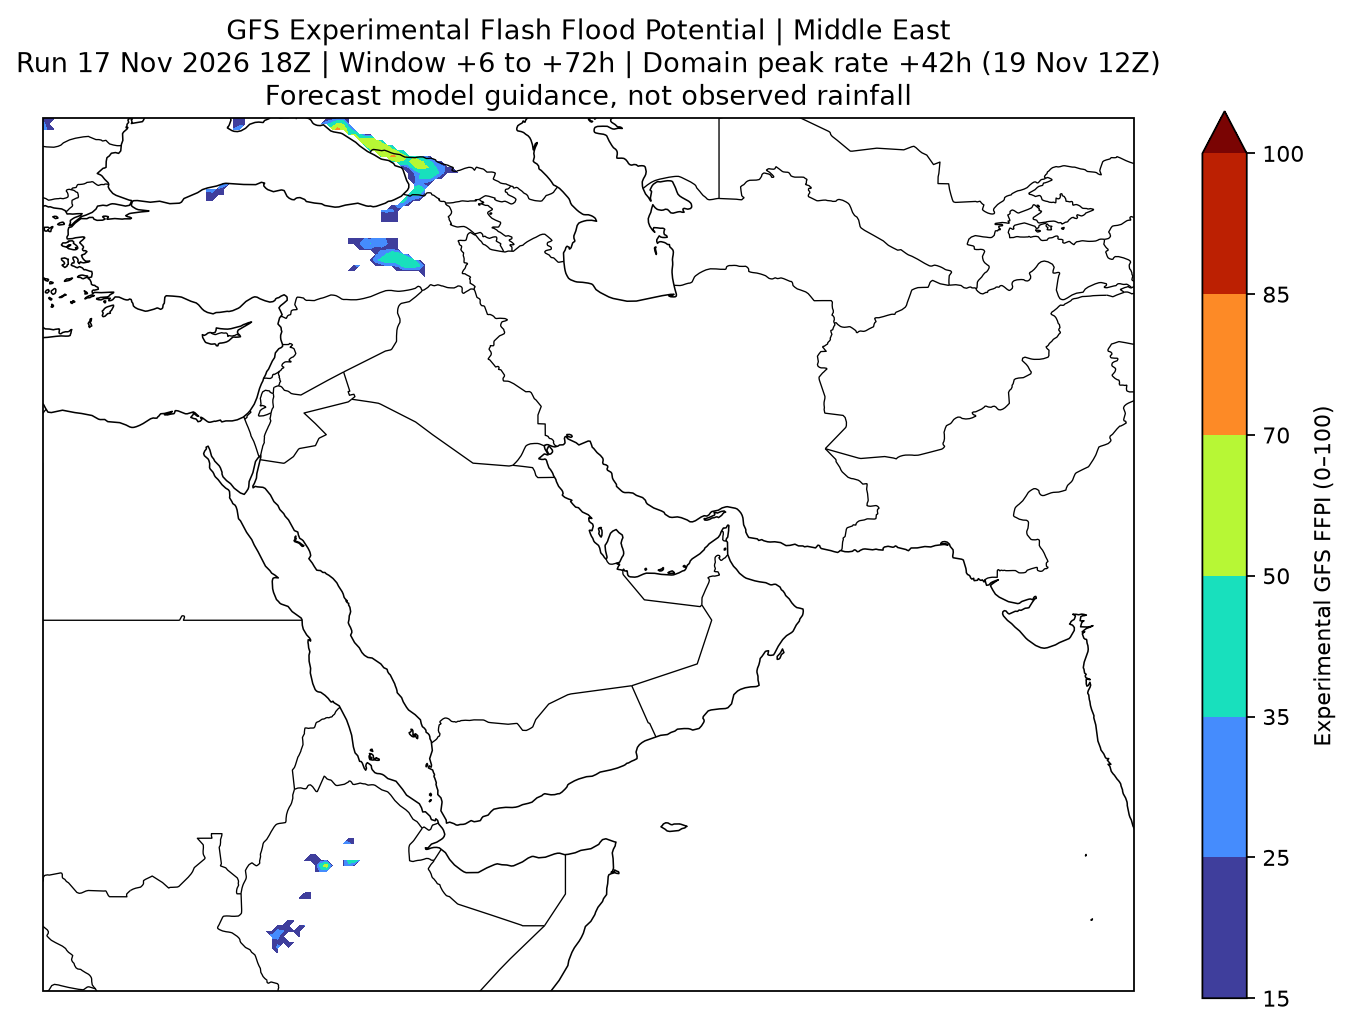 GFS Experimental Flash Flood Potential | Middle East
Run 17 Nov 2026 18Z | Window +6 to +72h | Domain peak rate +42h (19 Nov 12Z)
Forecast model guidance, not observed rainfall
100
85
70
50
35
25
15
Experimental GFS FFPI (0–100)